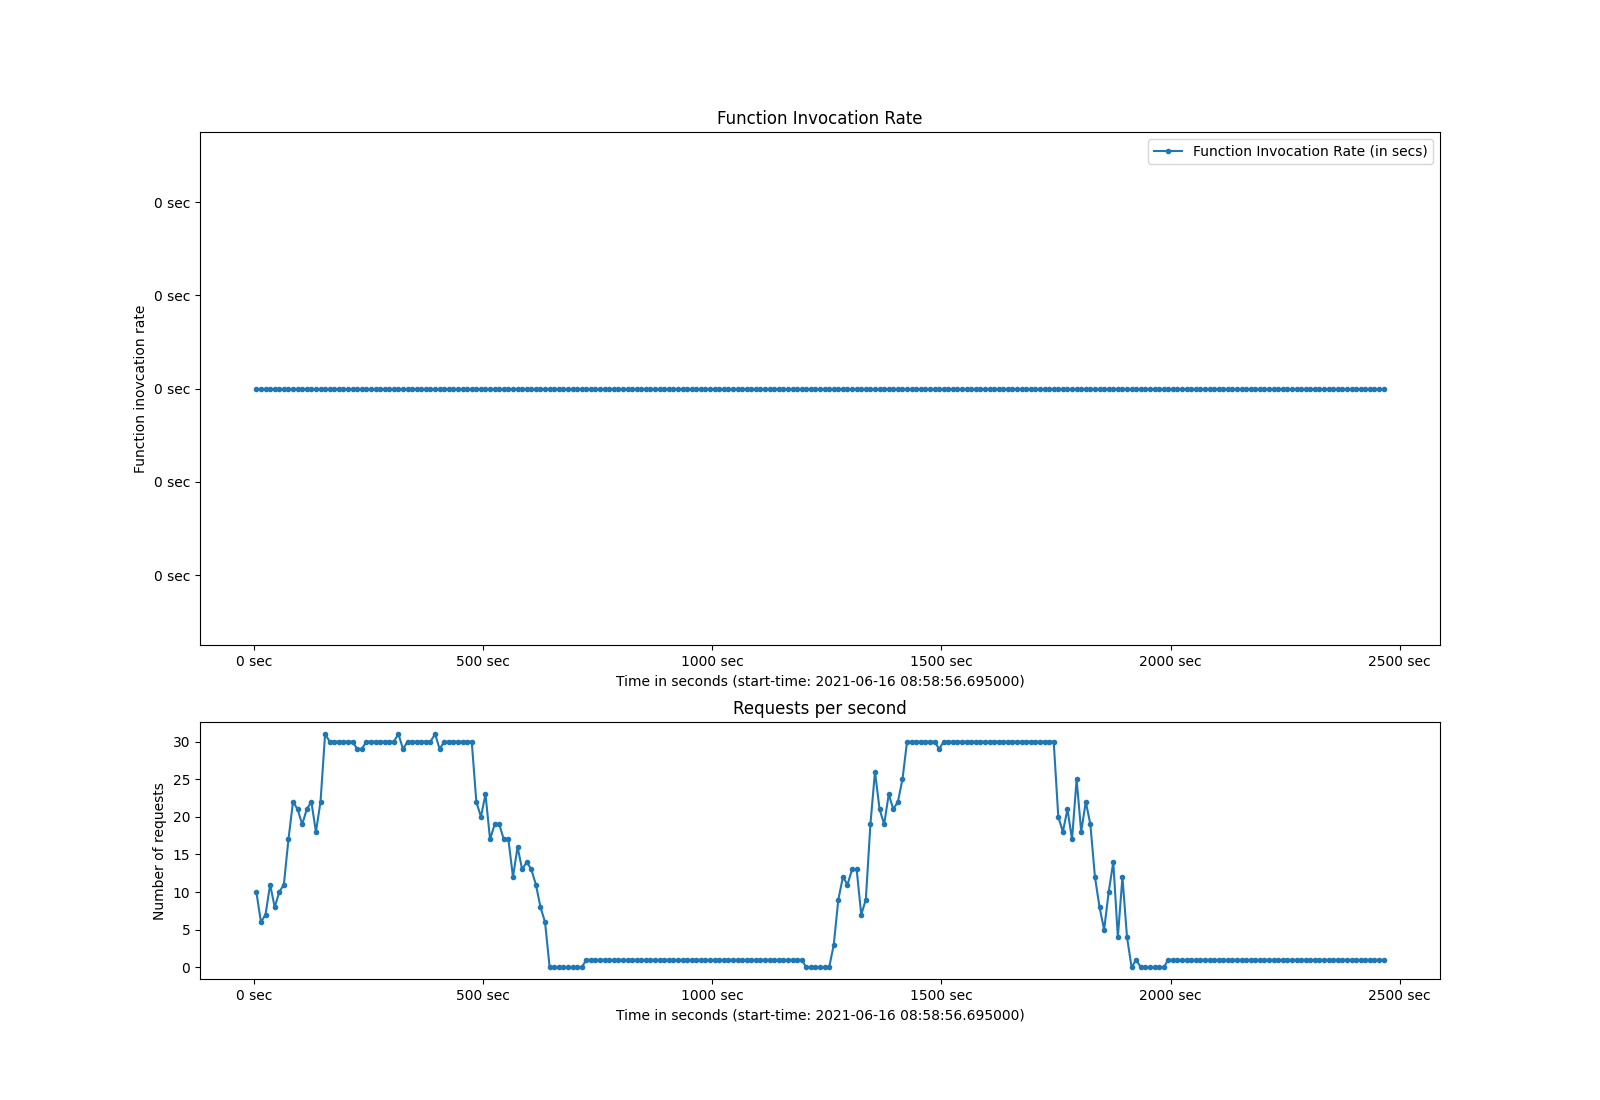 Function Invocation Rate
Function Invocation Rate (in secs)
Function inovcation rate
0 sec
0 sec
0 sec
0 sec
0 sec
0 sec 500 sec 1000 sec 1500 sec 2000 sec 2500 sec
Time in seconds (start-time: 2021-06-16 08:58:56.695000)
Requests per second
Number of requests
30
25
20
15
10
5
0
0 sec 500 sec 1000 sec 1500 sec 2000 sec 2500 sec
Time in seconds (start-time: 2021-06-16 08:58:56.695000)